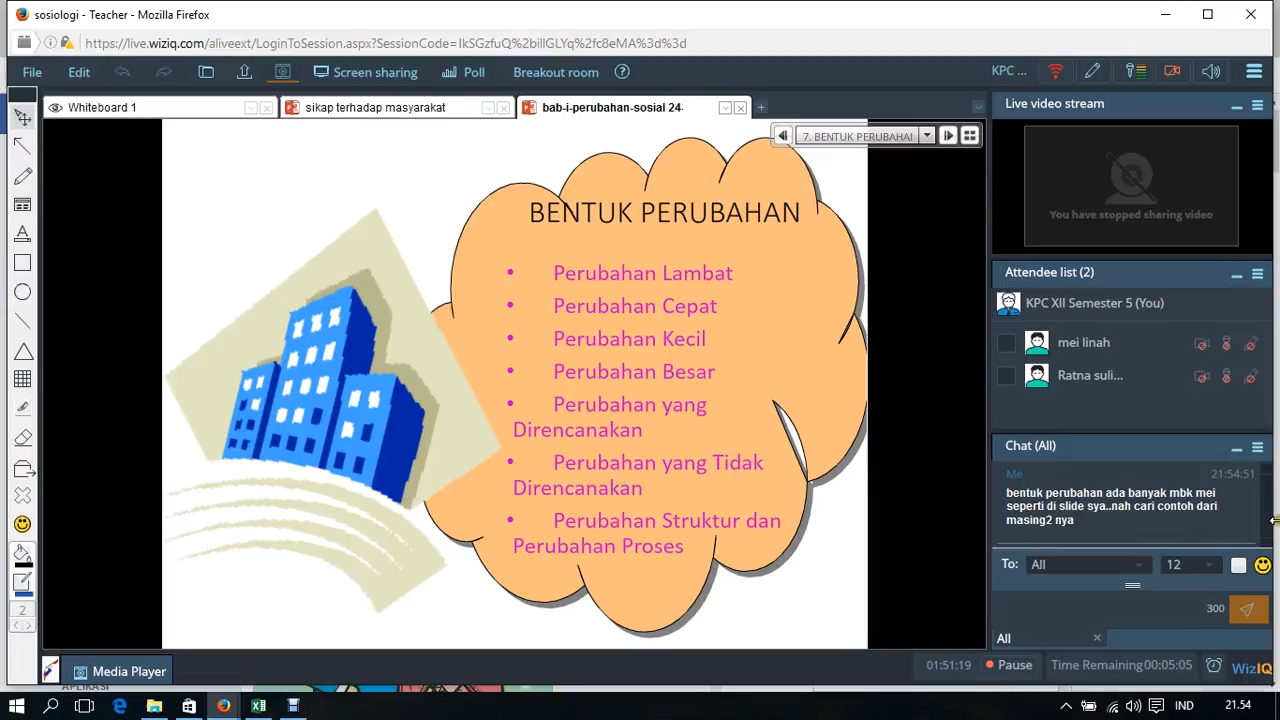 sosiologi - Teacher - Mozilla Firefox
https://live.wiziq.com/aliveext/LoginToSession.aspx?SessionCode=IkSGzfuQ%2bilIGLYq%2fc8eMA%3d%3d
File Edit Screen sharing Poll Breakout room KPC ...
Whiteboard 1 sikap terhadap masyarakat bab-i-perubahan-sosial 24-
7. BENTUK PERUBAHAI
BENTUK PERUBAHAN
• Perubahan Lambat
• Perubahan Cepat
• Perubahan Kecil
• Perubahan Besar
• Perubahan yang
Direncanakan
• Perubahan yang Tidak
Direncanakan
• Perubahan Struktur dan
Perubahan Proses
Live video stream
You have stopped sharing video
Attendee list (2)
KPC XII Semester 5 (You)
mei linah
Ratna suli...
Chat (All)
Me 21:54:51
bentuk perubahan ada banyak mbk mei
seperti di slide sya..nah cari contoh dari
masing2 nya
To: All 12
300
All
2
Media Player 01:51:19 Pause Time Remaining00:05:05 WizIQ
APLIKASI
IND 21.54